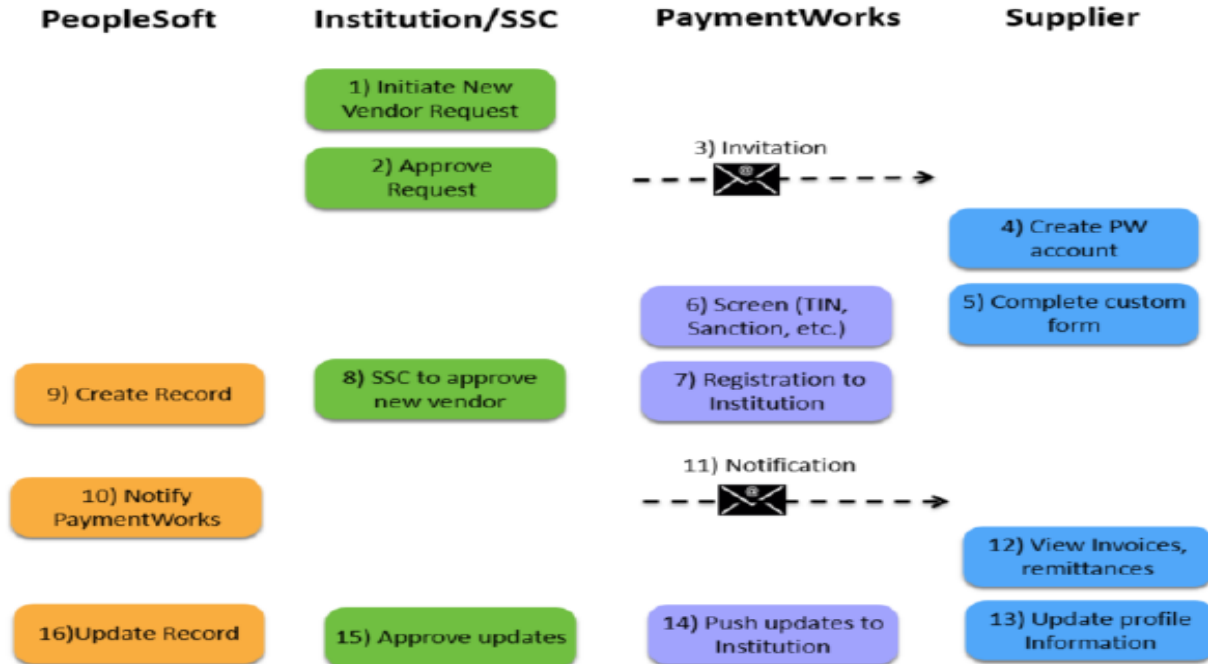 PeopleSoft
Institution/SSC
PaymentWorks
Supplier
1) Initiate New
Vendor Request
2) Approve
Request
3) Invitation
@
4) Create PW
account
5) Complete custom
form
6) Screen (TIN,
Sanction, etc.)
7) Registration to
Institution
8) SSC to approve
new vendor
9) Create Record
10) Notify
PaymentWorks
11) Notification
@
12) View Invoices,
remittances
13) Update profile
Information
14) Push updates to
Institution
15) Approve updates
16)Update Record